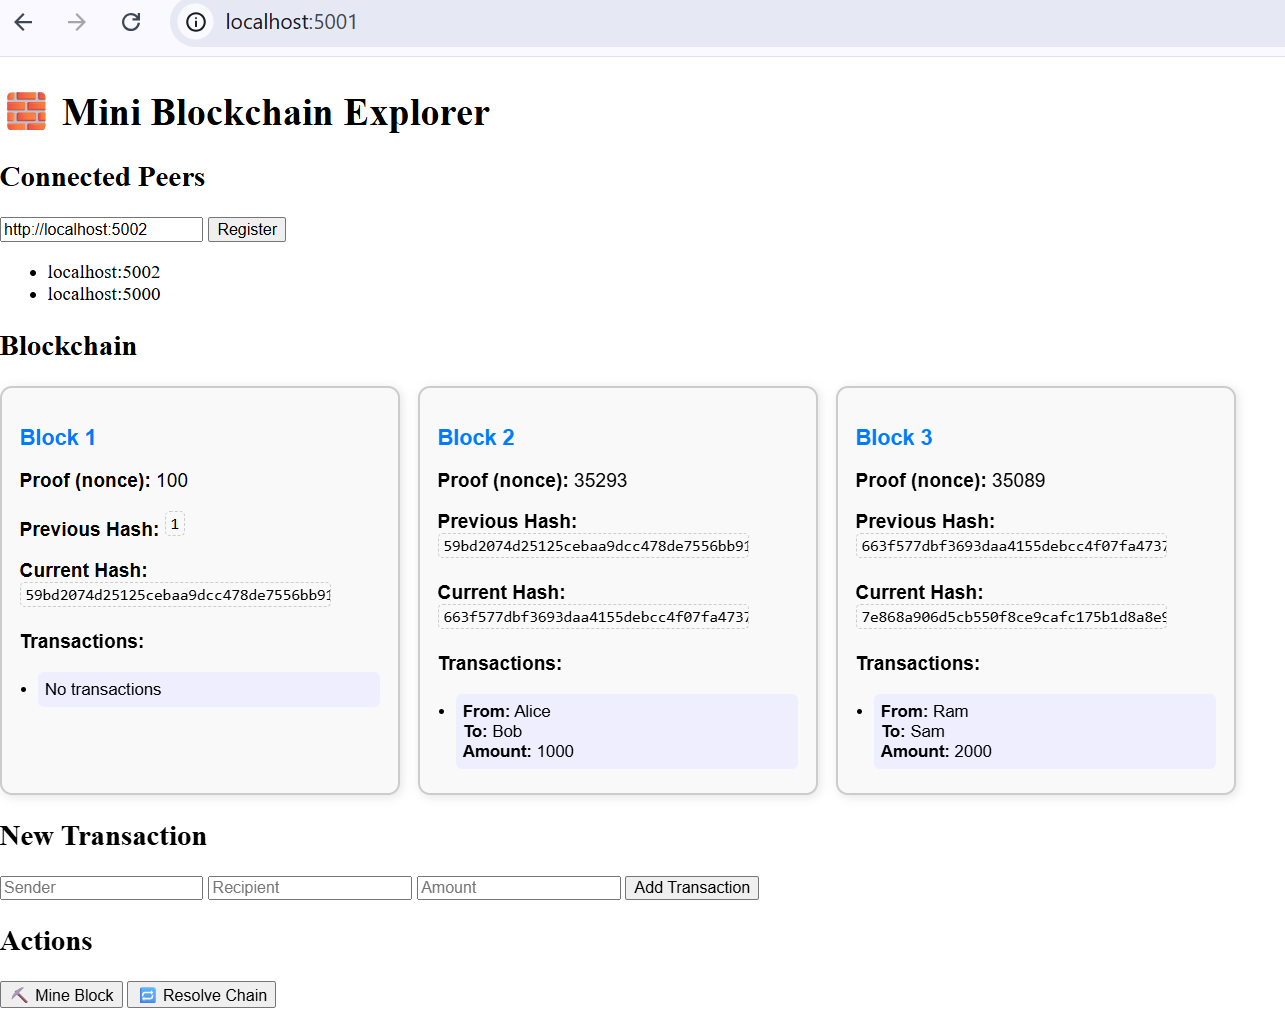 localhost:5001
Mini Blockchain Explorer
Connected Peers
http://localhost:5002 Register
localhost:5002
localhost:5000
Blockchain
Block 1
Proof (nonce): 100
Previous Hash: 1
Current Hash:
59bd2074d25125cebaa9dcc478de7556bb91
Transactions:
No transactions
Block 2
Proof (nonce): 35293
Previous Hash:
59bd2074d25125cebaa9dcc478de7556bb91
Current Hash:
663f577dbf3693daa4155debcc4f07fa4737
Transactions:
From: Alice
To: Bob
Amount: 1000
Block 3
Proof (nonce): 35089
Previous Hash:
663f577dbf3693daa4155debcc4f07fa4737
Current Hash:
7e868a906d5cb550f8ce9cafc175b1d8a8e9
Transactions:
From: Ram
To: Sam
Amount: 2000
New Transaction
Sender Recipient Amount Add Transaction
Actions
Mine Block Resolve Chain